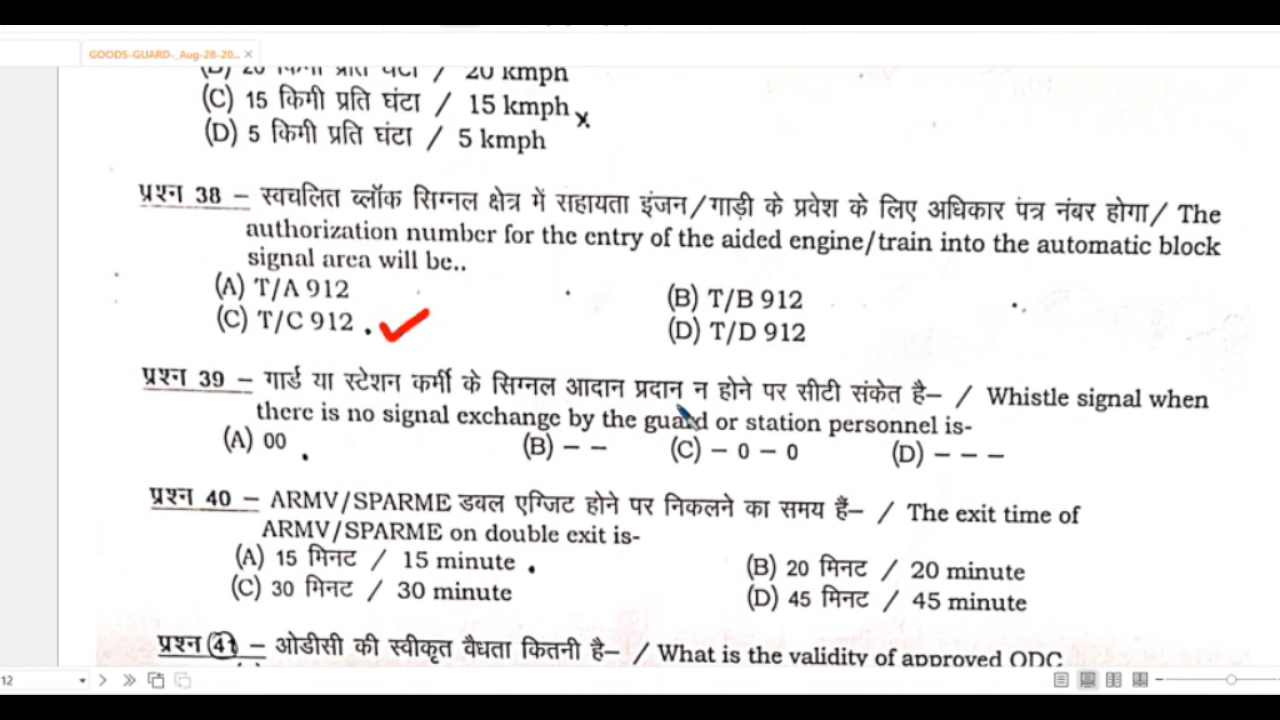 GOODS-GUARD-_Aug-28-20... ×
20 kmph
(C) 15 किमी प्रति घंटा / 15 kmph x
(D) 5 किमी प्रति घंटा / 5 kmph
प्रश्न 38 – स्वचलित ब्लॉक सिग्नल क्षेत्र में सहायता इंजन/गाड़ी के प्रवेश के लिए अधिकार पत्र नंबर होगा/ The
authorization number for the entry of the aided engine/train into the automatic block
signal area will be..
(A) T/A 912 (B) T/B 912
(C) T/C 912 (D) T/D 912
प्रश्न 39 – गार्ड या स्टेशन कर्मी के सिग्नल आदान प्रदान न होने पर सीटी संकेत है– / Whistle signal when
there is no signal exchange by the guard or station personnel is-
(A) 00 (B) – – (C) – 0 – 0 (D) – – –
प्रश्न 40 – ARMV/SPARME डबल एग्जिट होने पर निकलने का समय हैं– / The exit time of
ARMV/SPARME on double exit is-
(A) 15 मिनट / 15 minute (B) 20 मिनट / 20 minute
(C) 30 मिनट / 30 minute (D) 45 मिनट / 45 minute
प्रश्न (41) – ओडीसी की स्वीकृत वैधता कितनी है– / What is the validity of approved ODC
12